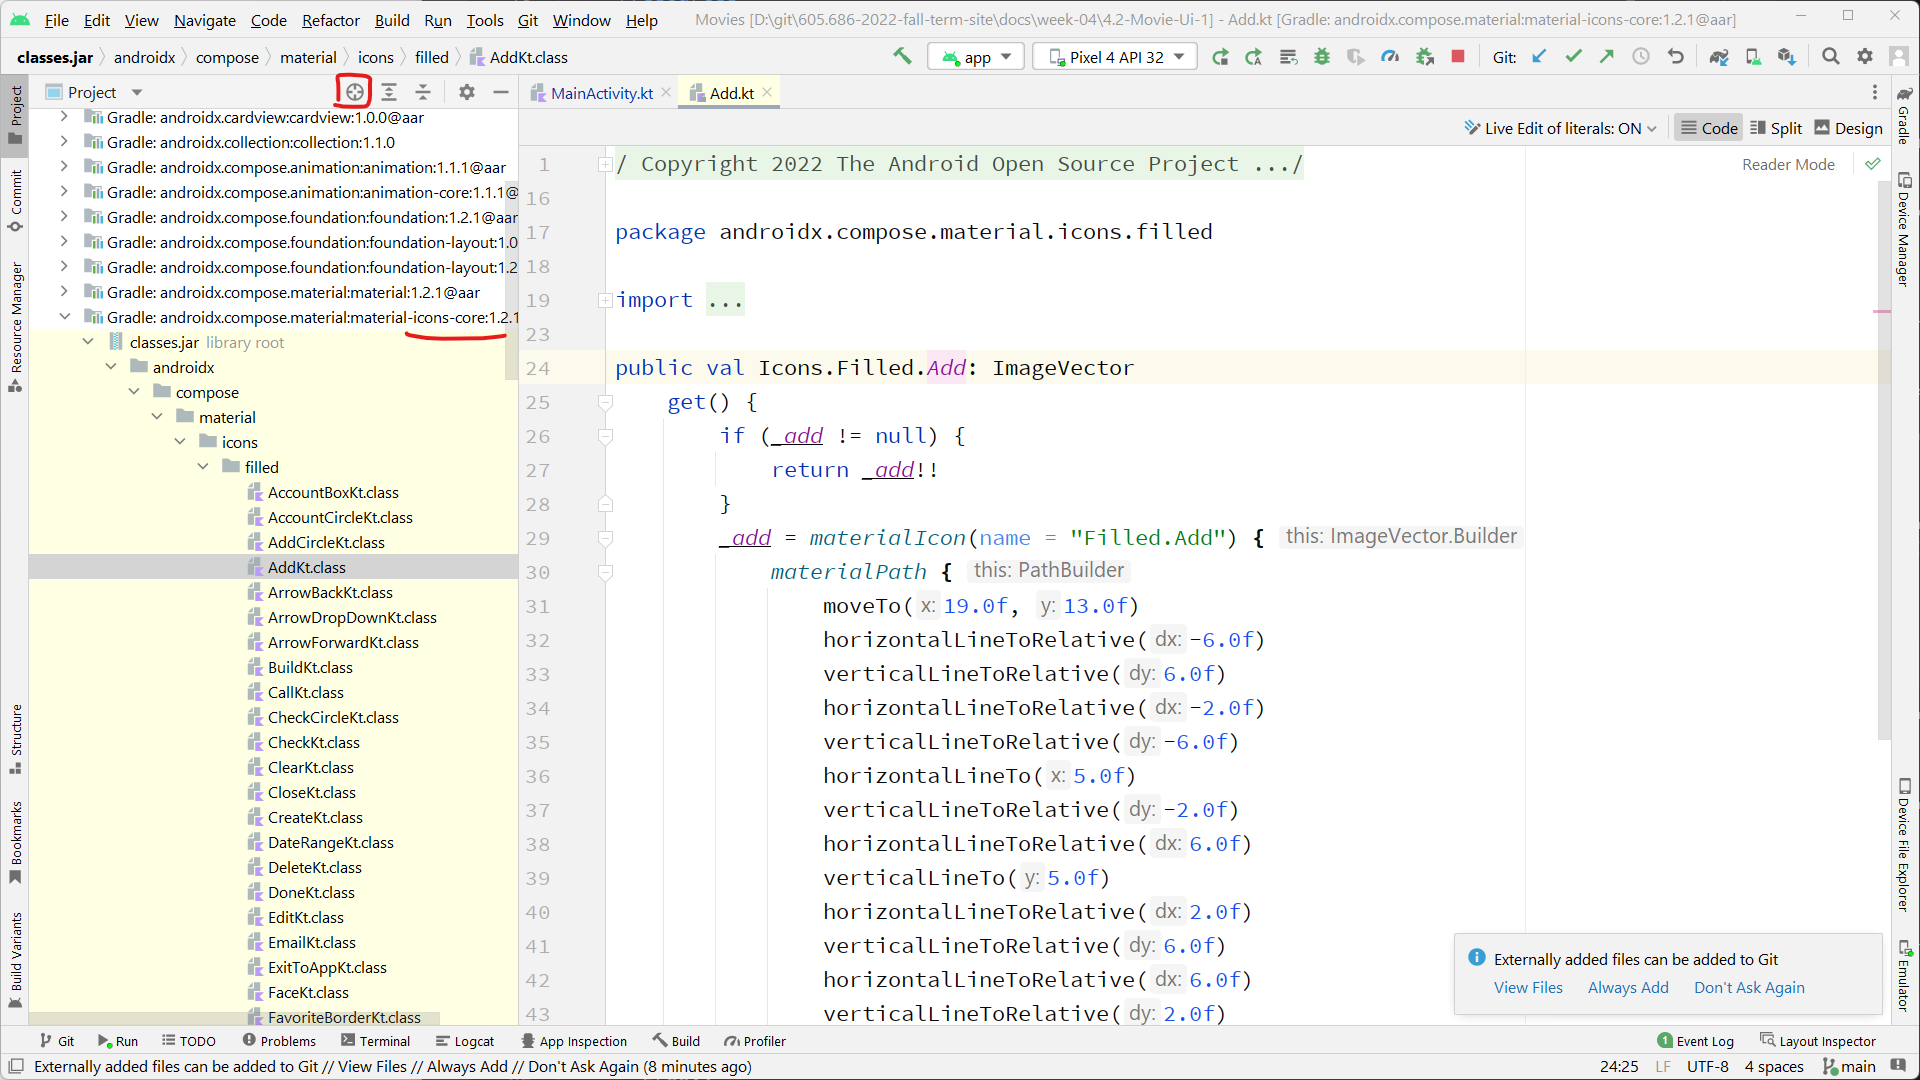 File Edit View Navigate Code Refactor Build Run Tools Git Window Help Movies [D:\git\605.686-2022-fall-term-site\docs\week-04\4.2-Movie-Ui-1] - Add.kt [Gradle: androidx.compose.material:material-icons-core:1.2.1@aar]
classes.jar androidx compose material icons filled AddKt.class app Pixel 4 API 32 Git:
Project
MainActivity.kt Add.kt
Live Edit of literals: ON Code Split Design
Reader Mode
Gradle: androidx.cardview:cardview:1.0.0@aar
Gradle: androidx.collection:collection:1.1.0
Gradle: androidx.compose.animation:animation:1.1.1@aar
Gradle: androidx.compose.animation:animation-core:1.1.1@
Gradle: androidx.compose.foundation:foundation:1.2.1@aar
Gradle: androidx.compose.foundation:foundation-layout:1.0
Gradle: androidx.compose.foundation:foundation-layout:1.2
Gradle: androidx.compose.material:material:1.2.1@aar
Gradle: androidx.compose.material:material-icons-core:1.2.1
classes.jar library root
androidx
compose
material
icons
filled
AccountBoxKt.class
AccountCircleKt.class
AddCircleKt.class
AddKt.class
ArrowBackKt.class
ArrowDropDownKt.class
ArrowForwardKt.class
BuildKt.class
CallKt.class
CheckCircleKt.class
CheckKt.class
ClearKt.class
CloseKt.class
CreateKt.class
DateRangeKt.class
DeleteKt.class
DoneKt.class
EditKt.class
EmailKt.class
ExitToAppKt.class
FaceKt.class
FavoriteBorderKt.class
1 / Copyright 2022 The Android Open Source Project .../
16
17 package androidx.compose.material.icons.filled
18
19 import ...
23
24 public val Icons.Filled.Add: ImageVector
25 get() {
26 if (_add != null) {
27 return _add!!
28 }
29 _add = materialIcon(name = "Filled.Add") { this: ImageVector.Builder
30 materialPath { this: PathBuilder
31 moveTo( x: 19.0f, y: 13.0f)
32 horizontalLineToRelative( dx: -6.0f)
33 verticalLineToRelative( dy: 6.0f)
34 horizontalLineToRelative( dx: -2.0f)
35 verticalLineToRelative( dy: -6.0f)
36 horizontalLineTo( x: 5.0f)
37 verticalLineToRelative( dy: -2.0f)
38 horizontalLineToRelative( dx: 6.0f)
39 verticalLineTo( y: 5.0f)
40 horizontalLineToRelative( dx: 2.0f)
41 verticalLineToRelative( dy: 6.0f)
42 horizontalLineToRelative( dx: 6.0f)
43 verticalLineToRelative( dy: 2.0f)
Project
Commit
Resource Manager
Structure
Bookmarks
Build Variants
Gradle
Device Manager
Device File Explorer
Emulator
Externally added files can be added to Git
View Files Always Add Don't Ask Again
Git Run TODO Problems Terminal Logcat App Inspection Build Profiler 1 Event Log Layout Inspector
Externally added files can be added to Git // View Files // Always Add // Don't Ask Again (8 minutes ago) 24:25 LF UTF-8 4 spaces main